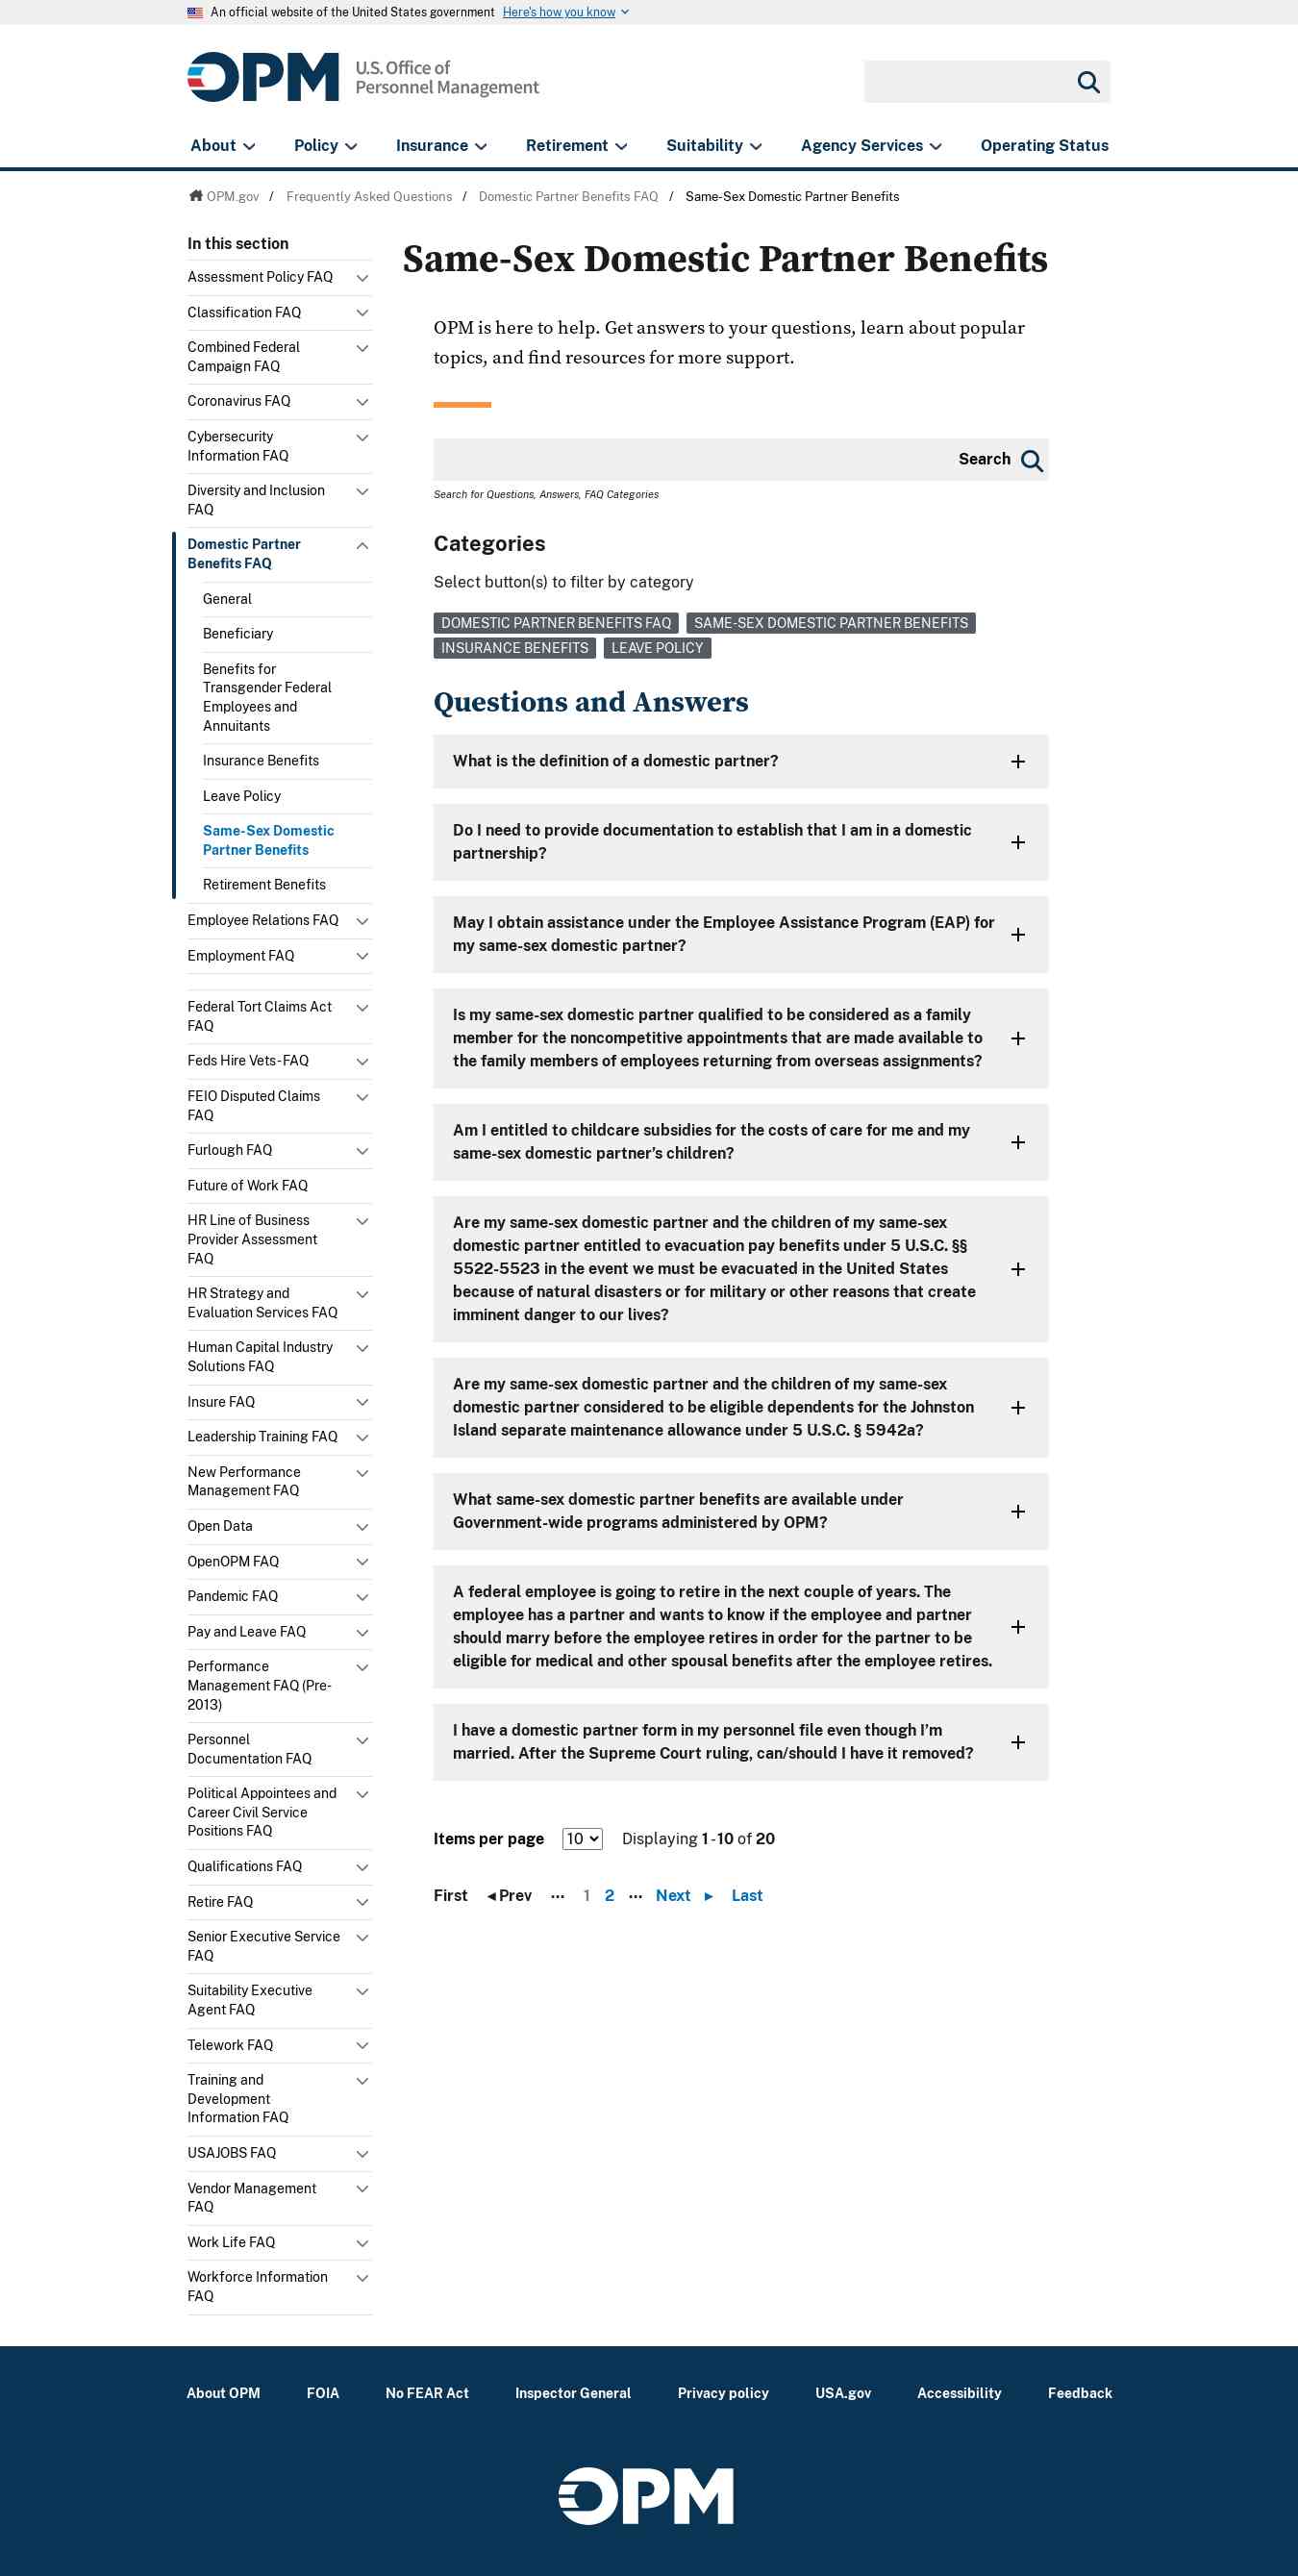 An official website of the United States government Here's how you know
OPM U.S. Office of
Personnel Management
About Policy Insurance Retirement Suitability Agency Services Operating Status
OPM.gov / Frequently Asked Questions / Domestic Partner Benefits FAQ / Same-Sex Domestic Partner Benefits
In this section
Assessment Policy FAQ
Classification FAQ
Combined Federal
Campaign FAQ
Coronavirus FAQ
Cybersecurity
Information FAQ
Diversity and Inclusion
FAQ
Domestic Partner
Benefits FAQ
General
Beneficiary
Benefits for
Transgender Federal
Employees and
Annuitants
Insurance Benefits
Leave Policy
Same-Sex Domestic
Partner Benefits
Retirement Benefits
Employee Relations FAQ
Employment FAQ
Federal Tort Claims Act
FAQ
Feds Hire Vets-FAQ
FEIO Disputed Claims
FAQ
Furlough FAQ
Future of Work FAQ
HR Line of Business
Provider Assessment
FAQ
HR Strategy and
Evaluation Services FAQ
Human Capital Industry
Solutions FAQ
Insure FAQ
Leadership Training FAQ
New Performance
Management FAQ
Open Data
OpenOPM FAQ
Pandemic FAQ
Pay and Leave FAQ
Performance
Management FAQ (Pre-
2013)
Personnel
Documentation FAQ
Political Appointees and
Career Civil Service
Positions FAQ
Qualifications FAQ
Retire FAQ
Senior Executive Service
FAQ
Suitability Executive
Agent FAQ
Telework FAQ
Training and
Development
Information FAQ
USAJOBS FAQ
Vendor Management
FAQ
Work Life FAQ
Workforce Information
FAQ
Same-Sex Domestic Partner Benefits
OPM is here to help. Get answers to your questions, learn about popular
topics, and find resources for more support.
Search
Search for Questions, Answers, FAQ Categories
Categories
Select button(s) to filter by category
DOMESTIC PARTNER BENEFITS FAQ SAME-SEX DOMESTIC PARTNER BENEFITS
INSURANCE BENEFITS LEAVE POLICY
Questions and Answers
What is the definition of a domestic partner?
Do I need to provide documentation to establish that I am in a domestic
partnership?
May I obtain assistance under the Employee Assistance Program (EAP) for
my same-sex domestic partner?
Is my same-sex domestic partner qualified to be considered as a family
member for the noncompetitive appointments that are made available to
the family members of employees returning from overseas assignments?
Am I entitled to childcare subsidies for the costs of care for me and my
same-sex domestic partner’s children?
Are my same-sex domestic partner and the children of my same-sex
domestic partner entitled to evacuation pay benefits under 5 U.S.C. §§
5522-5523 in the event we must be evacuated in the United States
because of natural disasters or for military or other reasons that create
imminent danger to our lives?
Are my same-sex domestic partner and the children of my same-sex
domestic partner considered to be eligible dependents for the Johnston
Island separate maintenance allowance under 5 U.S.C. § 5942a?
What same-sex domestic partner benefits are available under
Government-wide programs administered by OPM?
A federal employee is going to retire in the next couple of years. The
employee has a partner and wants to know if the employee and partner
should marry before the employee retires in order for the partner to be
eligible for medical and other spousal benefits after the employee retires.
I have a domestic partner form in my personnel file even though I’m
married. After the Supreme Court ruling, can/should I have it removed?
Items per page 10 Displaying 1 - 10 of 20
First ◂ Prev ... 1 2 ... Next ▸ Last
About OPM FOIA No FEAR Act Inspector General Privacy policy USA.gov Accessibility Feedback
OPM